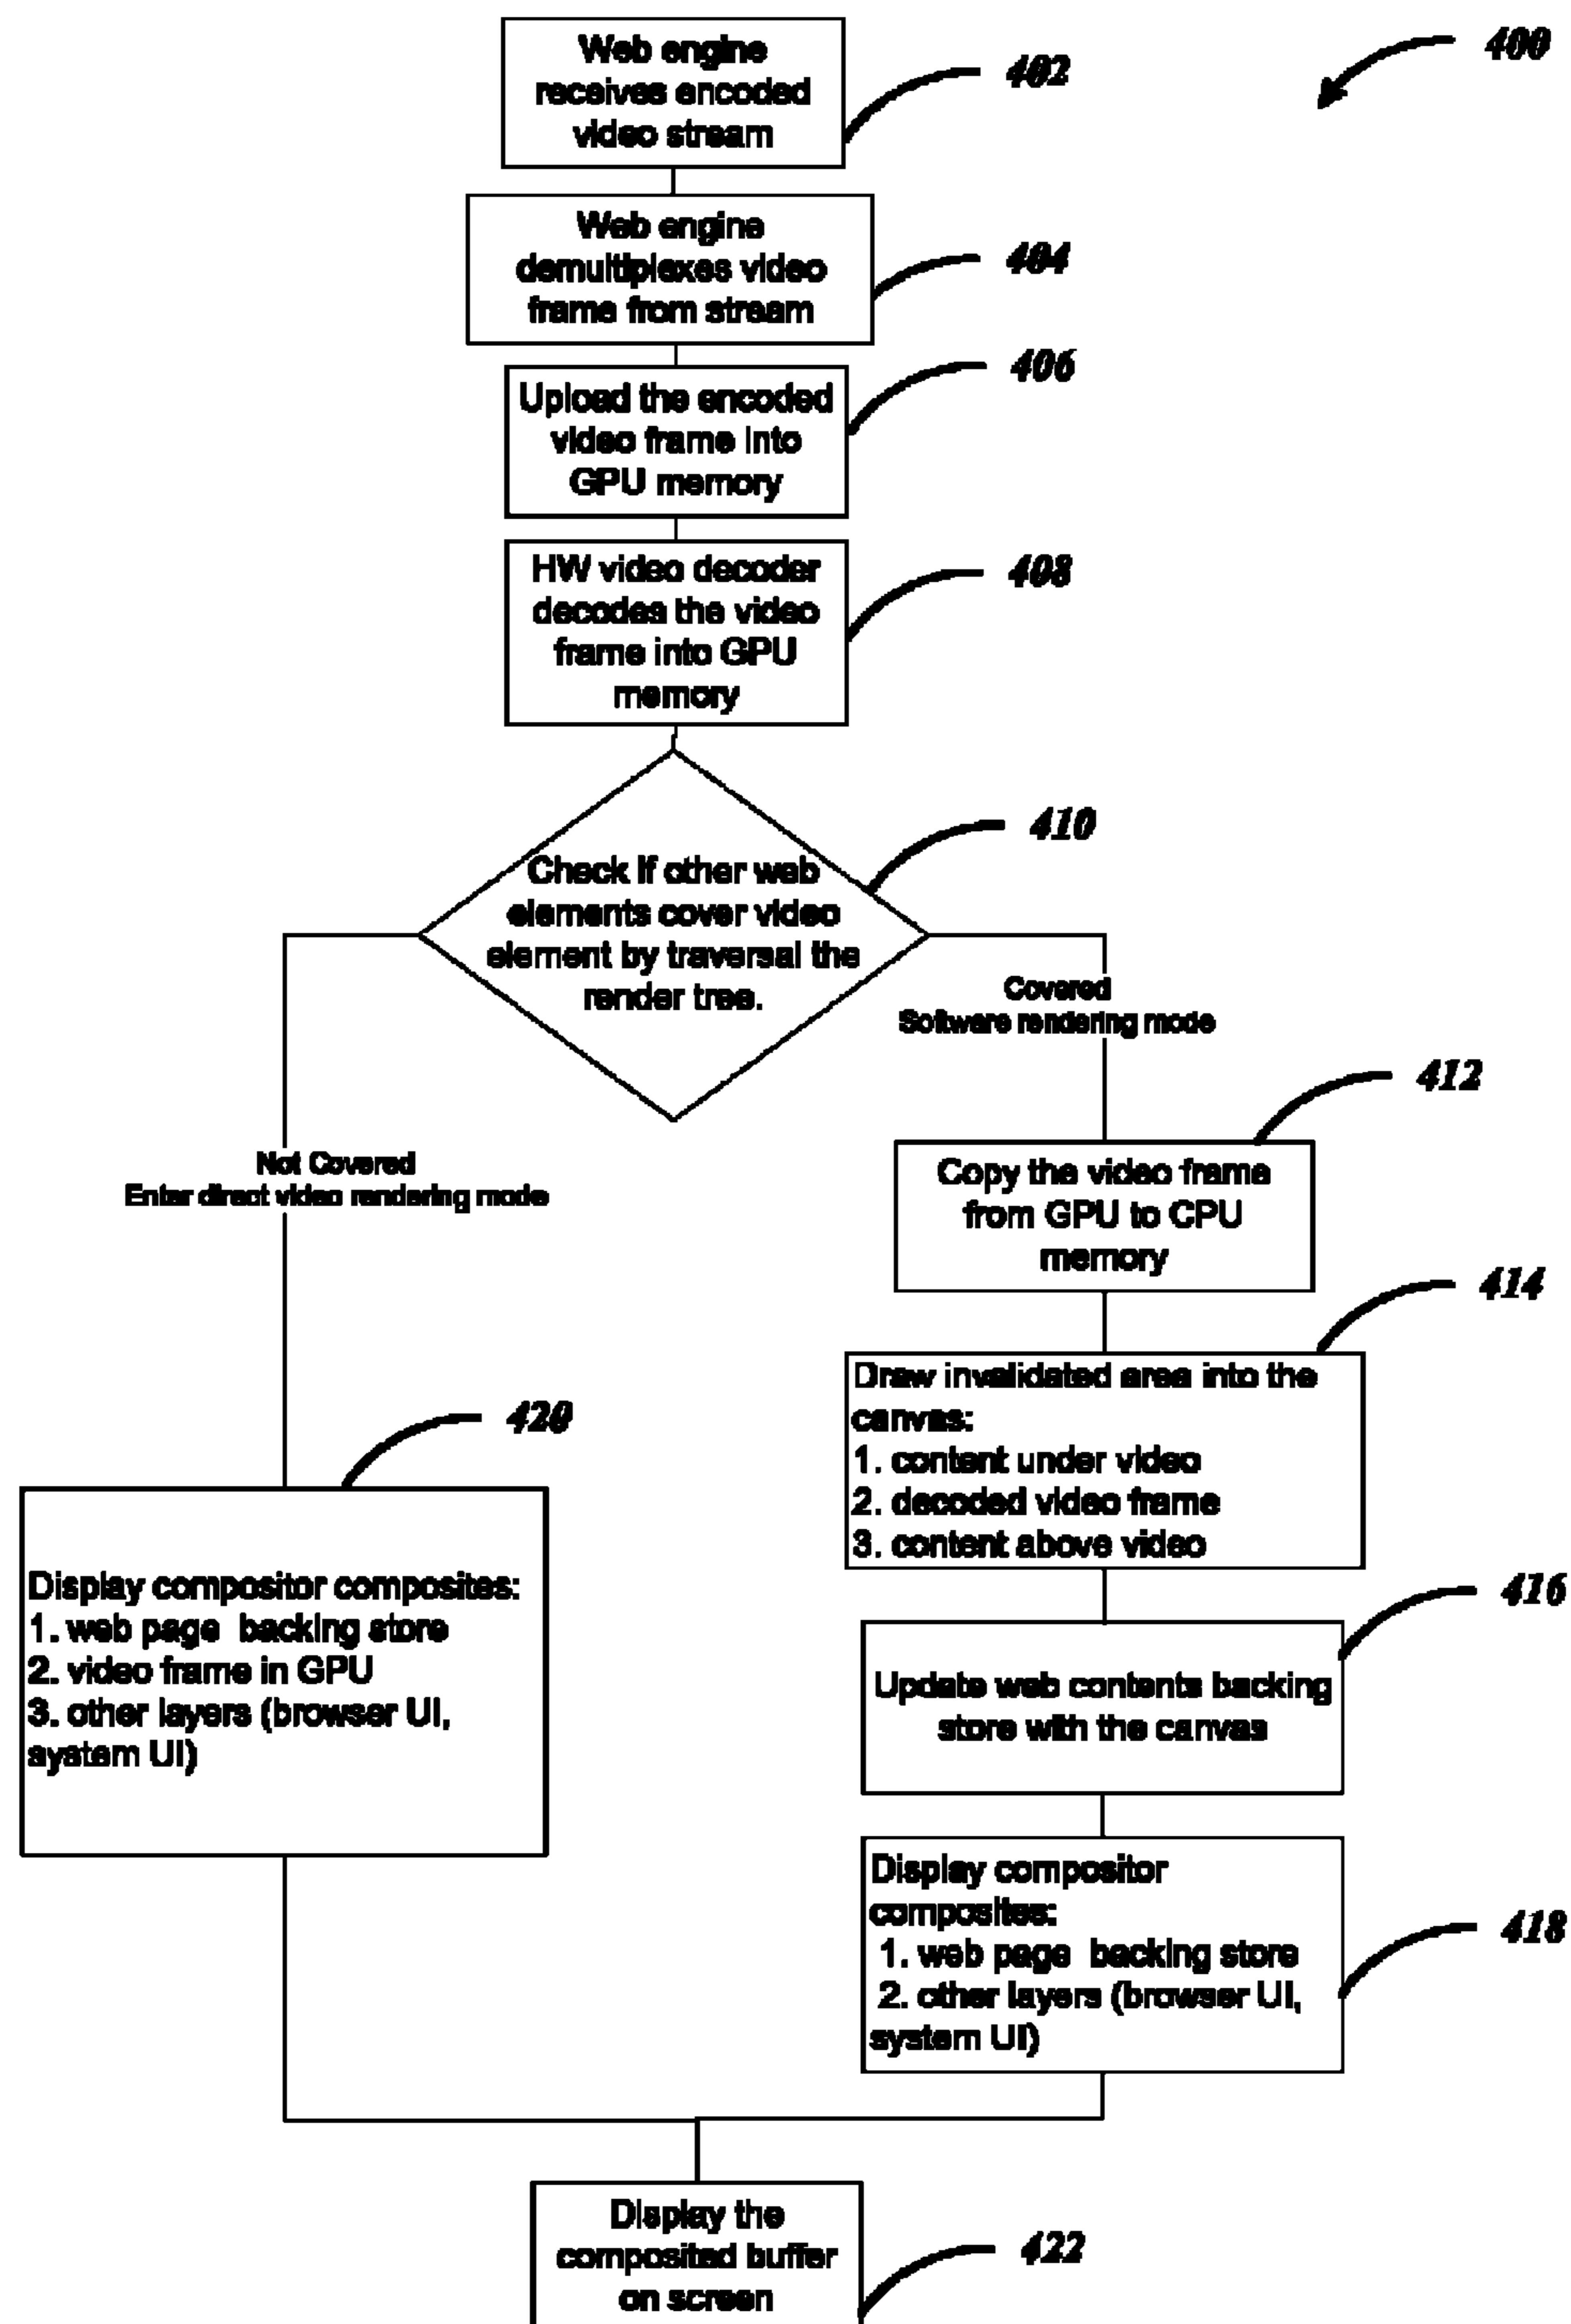 400
Web engine
receives encoded
video stream
402
Web engine
demultiplexes video
frame from stream
404
Upload the encoded
video frame into
GPU memory
406
HW video decoder
decodes the video
frame into GPU
memory
408
Check if other web
elements cover video
element by traversal the
render tree.
410
Covered
Software rendering mode
Not Covered
Enter direct video rendering mode
Copy the video frame
from GPU to CPU
memory
412
Draw invalidated area into the
canvas:
1. content under video
2. decoded video frame
3. content above video
414
Update web contents backing
store with the canvas
416
Display compositor
composites:
1. web page backing store
2. other layers (browser UI,
system UI)
418
Display compositor composites:
1. web page backing store
2. video frame in GPU
3. other layers (browser UI,
system UI)
420
Display the
composited buffer
on screen
422